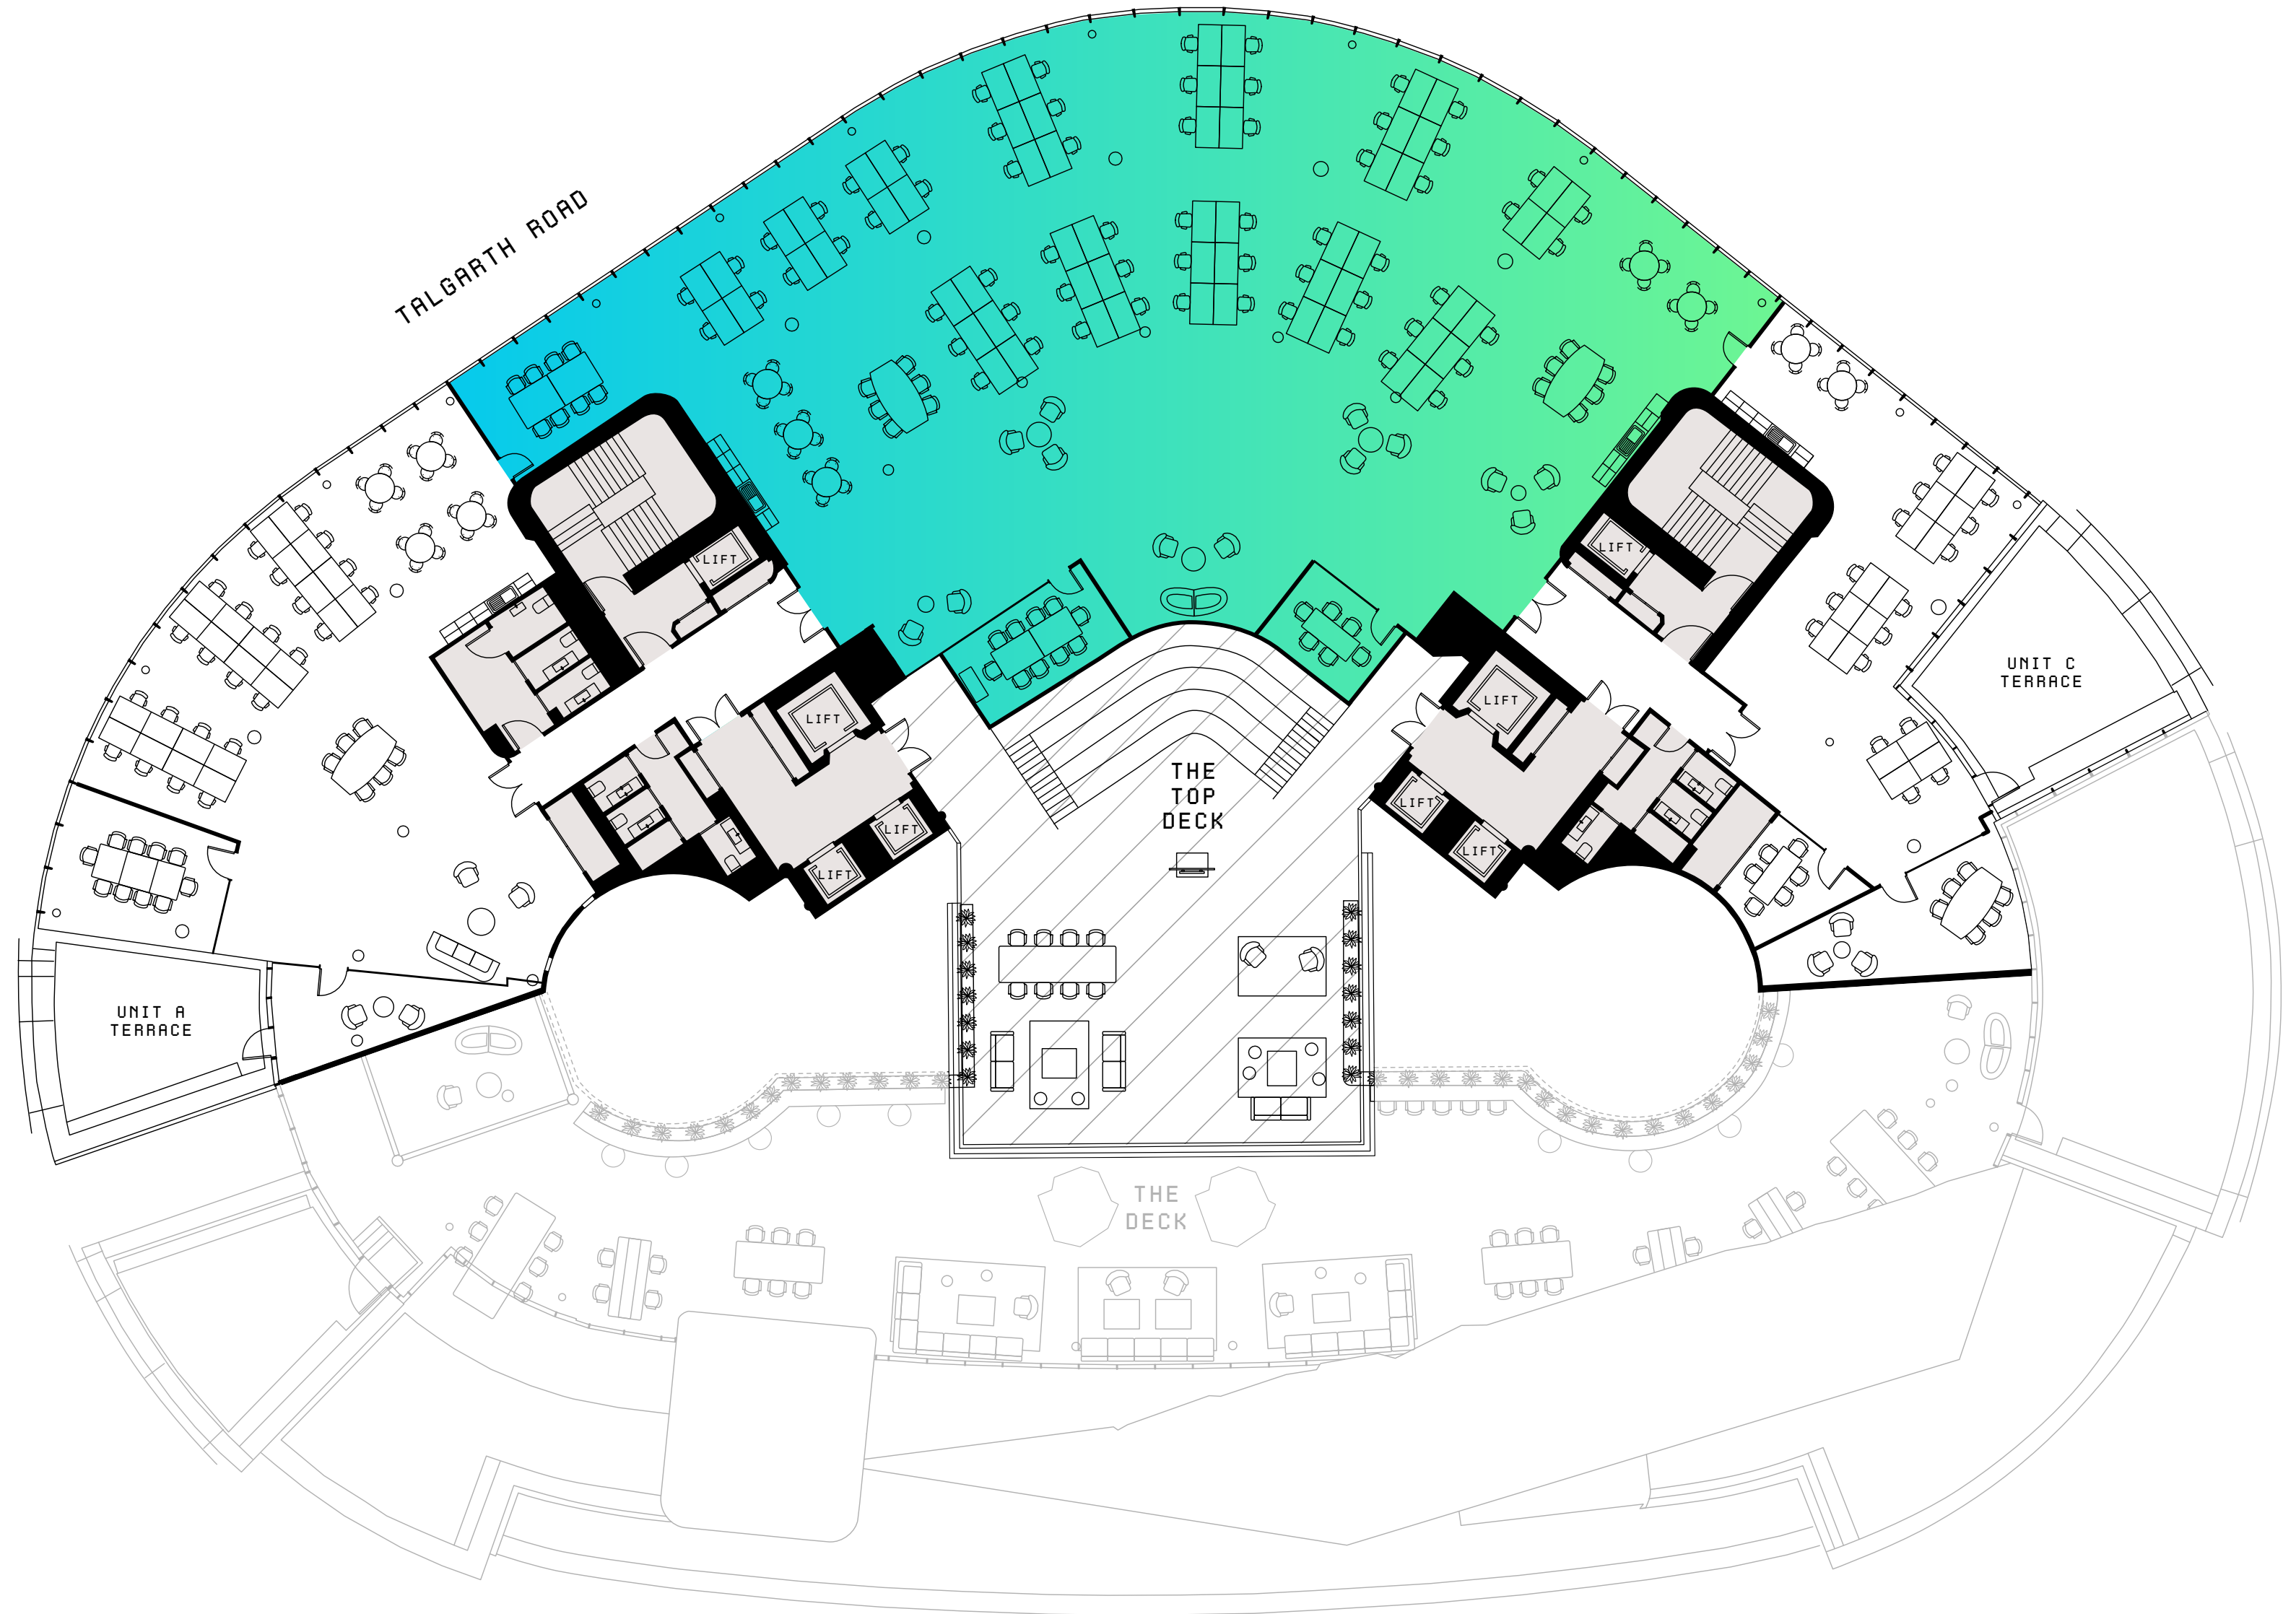 TALGARTH ROAD
LIFT
LIFT
UNIT C
TERRACE
LIFT
LIFT
THE
TOP
DECK
LIFT
LIFT
LIFT
LIFT
UNIT A
TERRACE
THE
DECK